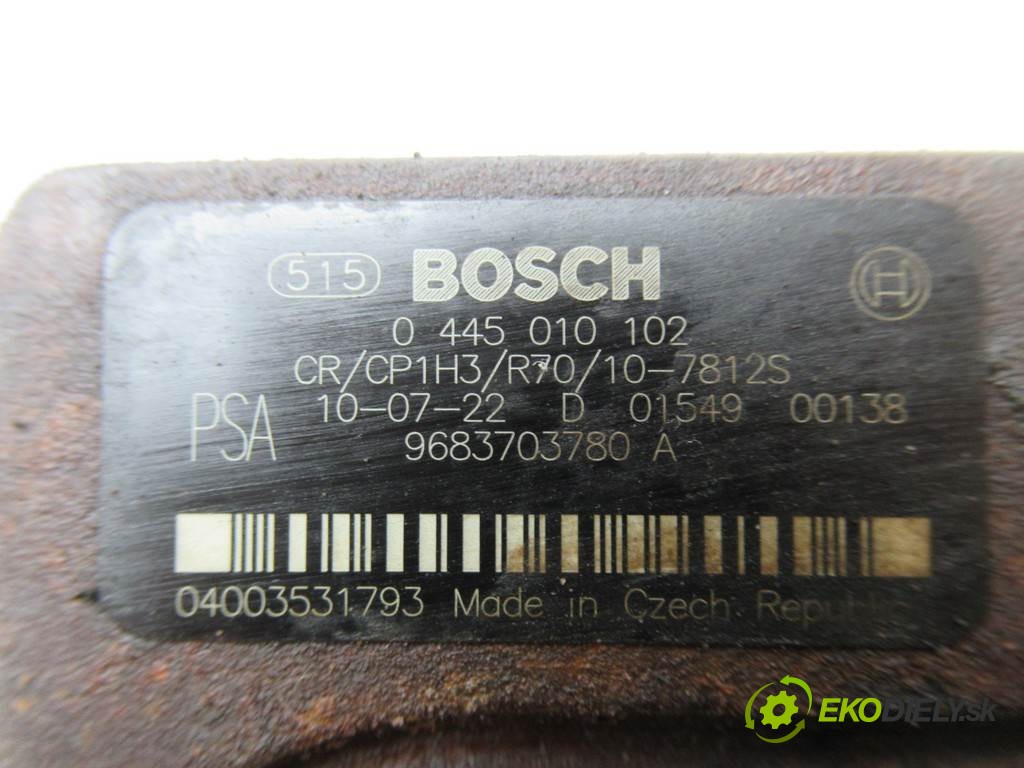 515 BOSCH
0 445 010 102
CR/CP1H3/R70/10-7812S
PSA 10-07-22 D 01549 00138
9683703780 A
04003531793 Made in Czech Republic
EKODIELY.sk